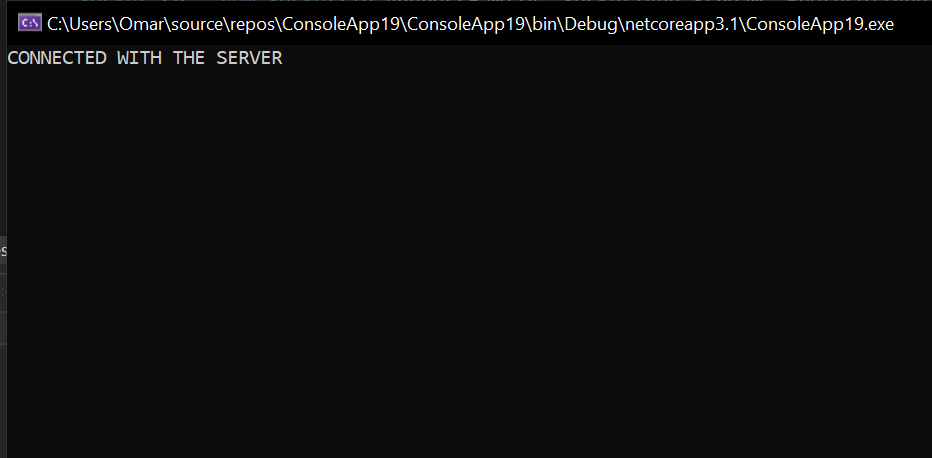 C:\Users\Omar\source\repos\ConsoleApp19\ConsoleApp19\bin\Debug\netcoreapp3.1\ConsoleApp19.exe
CONNECTED WITH THE SERVER